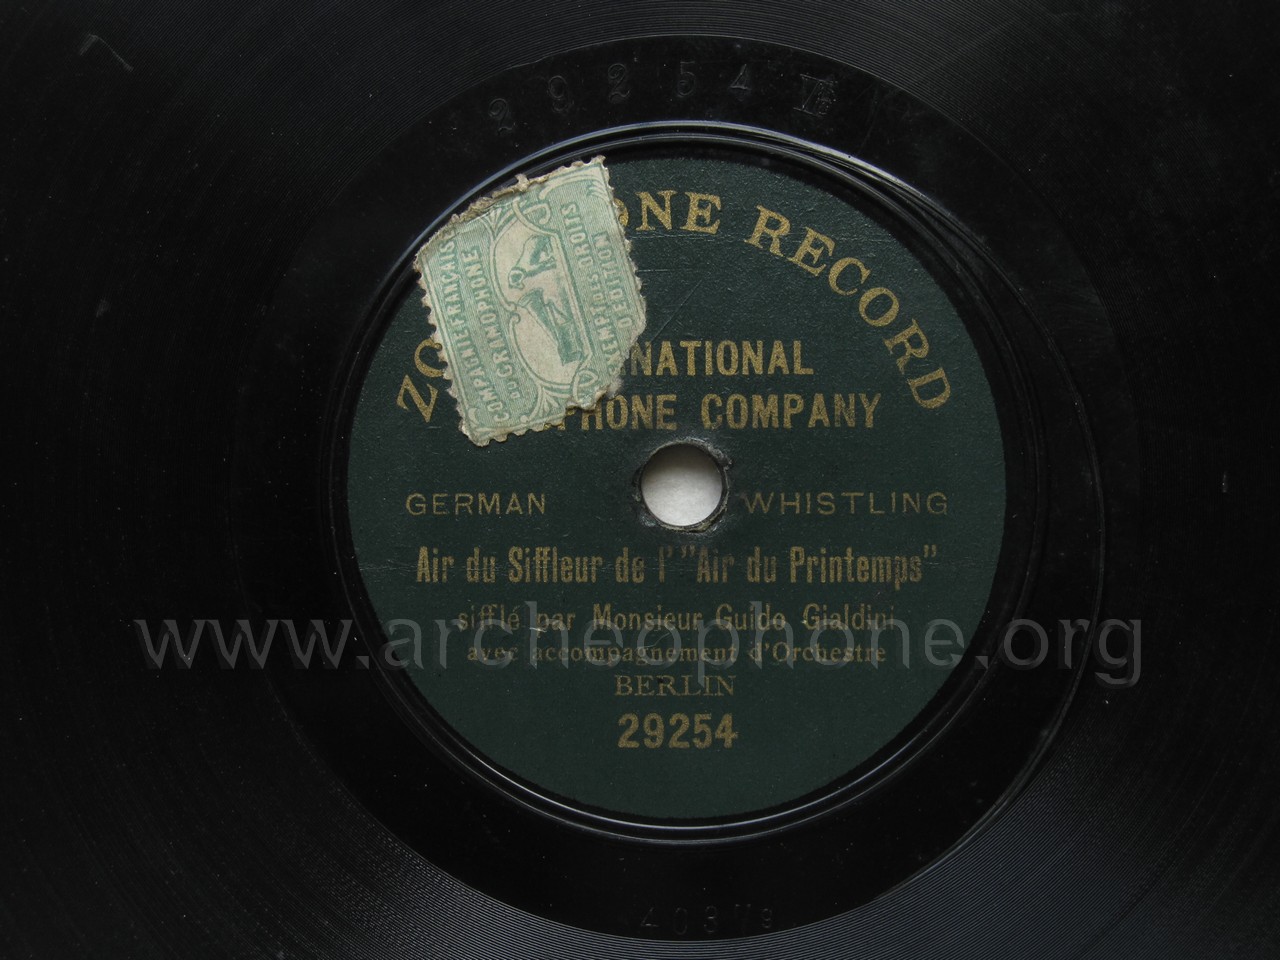 29254
ZO ONE RECORD
NATIONAL
PHONE COMPANY
COMPAGNIE FRANÇAISE
DU GRAMOPHONE
EXEMPT DES DROITS
D'EDITION
GERMAN WHISTLING
Air du Siffleur de l' "Air du Printemps"
sifflé par Monsieur Guido Gialdini
avec accompagnement d'Orchestre
www.archeophone.org
BERLIN
29254